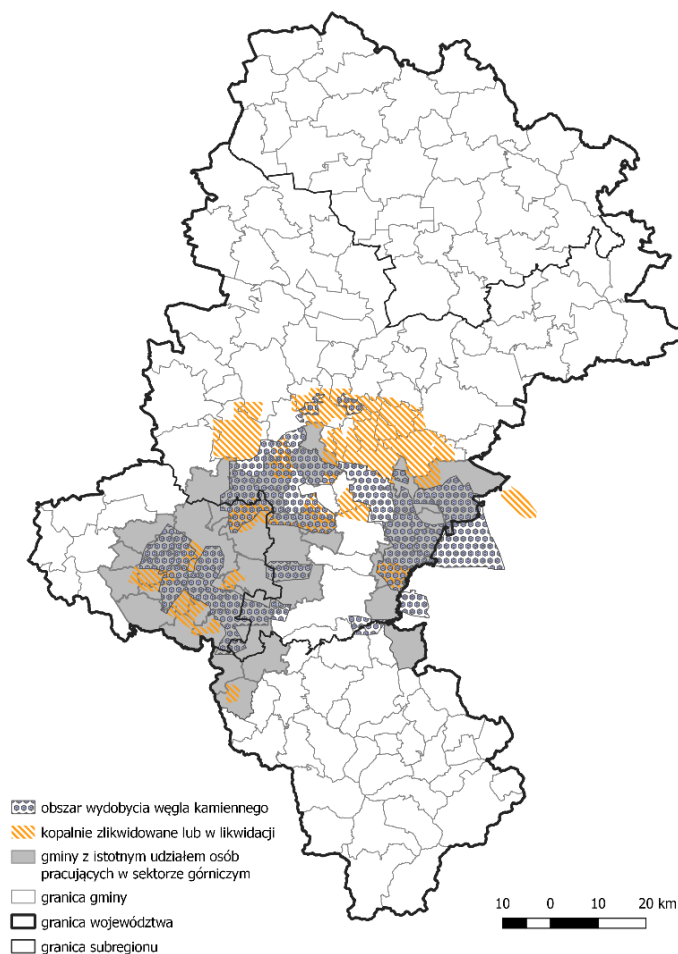 obszar wydobycia węgla kamiennego
kopalnie zlikwidowane lub w likwidacji
gminy z istotnym udziałem osób
pracujących w sektorze górniczym
granica gminy
granica województwa
granica subregionu
10 0 10 20 km